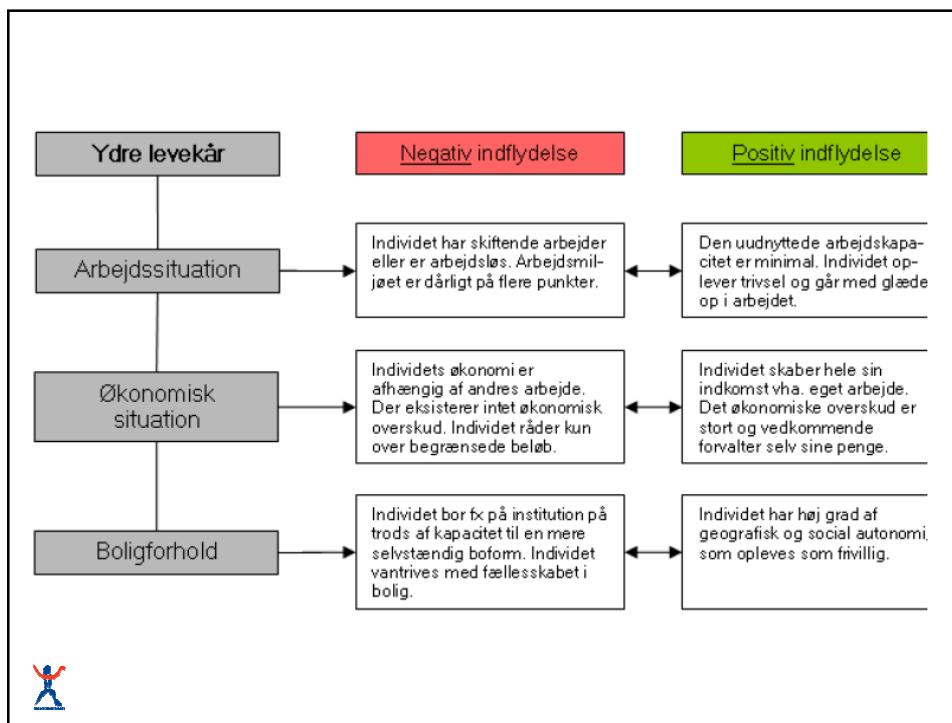 Ydre levekår
Negativ indflydelse
Positiv indflydelse
Arbejdssituation
Individet har skiftende arbejder
eller er arbejdsløs. Arbejdsmil-
jøet er dårligt på flere punkter.
Den uudnyttede arbejdskapa-
citet er minimal. Individet op-
lever trivsel og går med glæde
op i arbejdet.
Økonomisk
situation
Individets økonomi er
afhængig af andres arbejde.
Der eksisterer intet økonomisk
overskud. Individet råder kun
over begrænsede beløb.
Individet skaber hele sin
indkomst vha. eget arbejde.
Det økonomiske overskud er
stort og vedkommende
forvalter selv sine penge.
Boligforhold
Individet bor fx på institution på
trods af kapacitet til en mere
selvstændig boform. Individet
vantrives med fællesskabet i
bolig.
Individet har høj grad af
geografisk og social autonomi,
som opleves som frivillig.